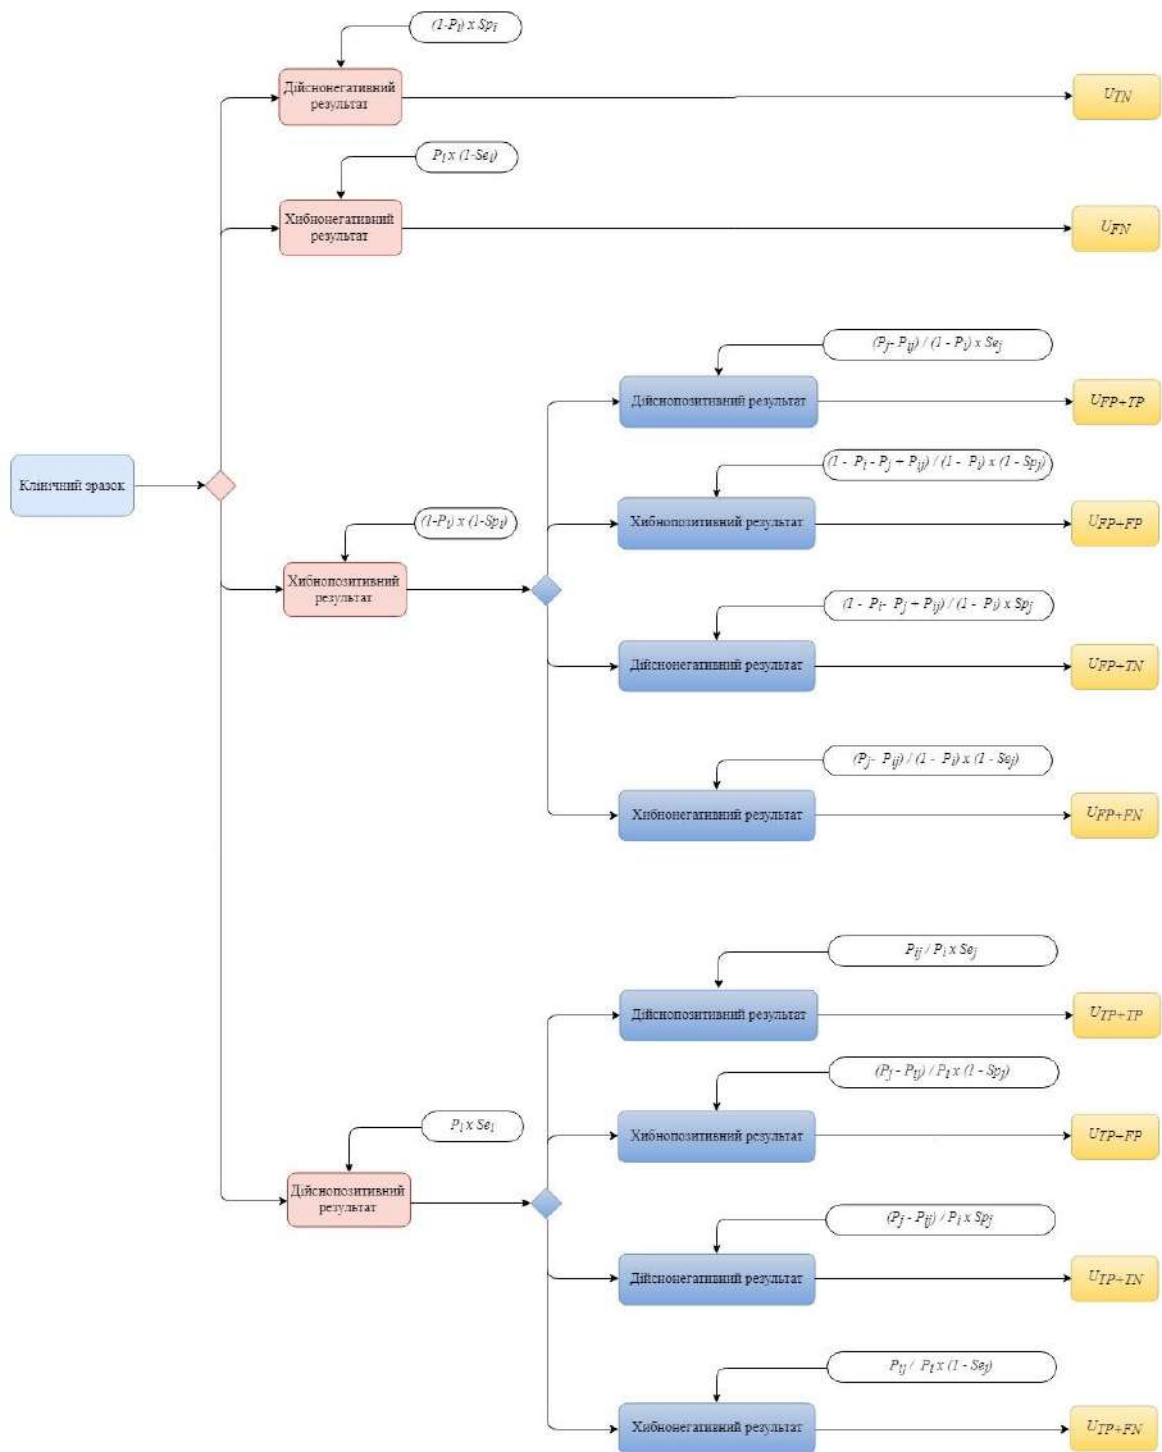 (1-Pi) x Spi
Дійснонегативний
результат
UTN
Pi x (1-Sei)
Хибнонегативний
результат
UFN
(Pj- Pij) / (1 - Pi) x Sej
Дійснопозитивний результат
UFP+TP
(1 - Pi - Pj + Pij) / (1 - Pi) x (1 - Spj)
Хибнопозитивний результат
UFP+FP
Клінічний зразок
(1-Pi) x (1-Spi)
Хибнопозитивний
результат
(1 - Pi- Pj + Pij) / (1 - Pi) x Spj
Дійснонегативний результат
UFP+TN
(Pj- Pij) / (1 - Pi) x (1 - Sej)
Хибнонегативний результат
UFP+FN
Pij / Pi x Sej
Дійснопозитивний результат
UTP+TP
(Pj - Pij) / Pi x (1 - Spj)
Хибнопозитивний результат
UTP+FP
Pi x Sei
Дійснопозитивний
результат
(Pj - Pij) / Pi x Spj
Дійснонегативний результат
UTP+TN
Pij / Pi x (1 - Sej)
Хибнонегативний результат
UTP+FN